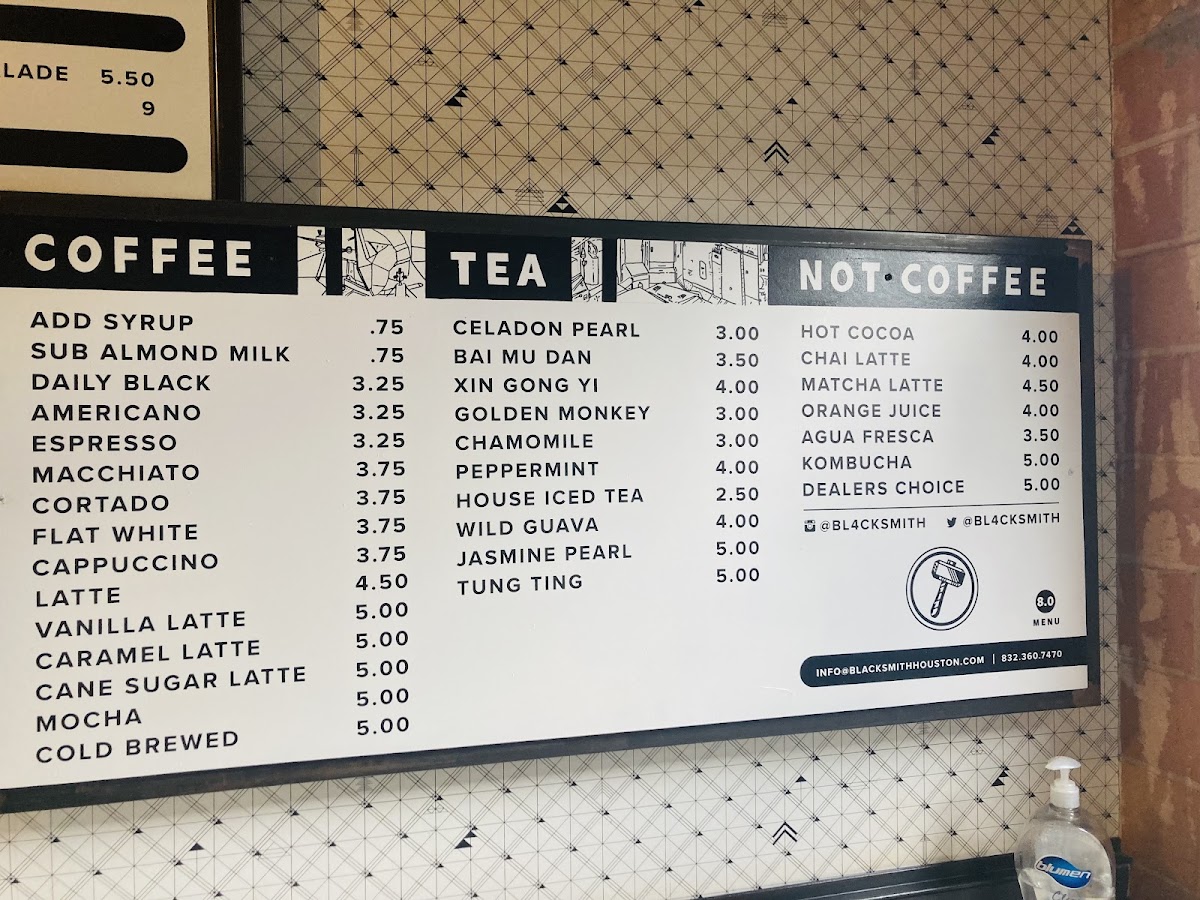 LADE 5.50
9
COFFEE
ADD SYRUP .75
SUB ALMOND MILK .75
DAILY BLACK 3.25
AMERICANO 3.25
ESPRESSO 3.25
MACCHIATO 3.75
CORTADO 3.75
FLAT WHITE 3.75
CAPPUCCINO 3.75
LATTE 4.50
VANILLA LATTE 5.00
CARAMEL LATTE 5.00
CANE SUGAR LATTE 5.00
MOCHA 5.00
COLD BREWED 5.00
TEA
CELADON PEARL 3.00
BAI MU DAN 3.50
XIN GONG YI 4.00
GOLDEN MONKEY 3.00
CHAMOMILE 3.00
PEPPERMINT 4.00
HOUSE ICED TEA 2.50
WILD GUAVA 4.00
JASMINE PEARL 5.00
TUNG TING 5.00
NOT COFFEE
HOT COCOA 4.00
CHAI LATTE 4.00
MATCHA LATTE 4.50
ORANGE JUICE 4.00
AGUA FRESCA 3.50
KOMBUCHA 5.00
DEALERS CHOICE 5.00
@BL4CKSMITH @BL4CKSMITH
8.0
MENU
INFO@BLACKSMITHHOUSTON.COM | 832.360.7470
blumen